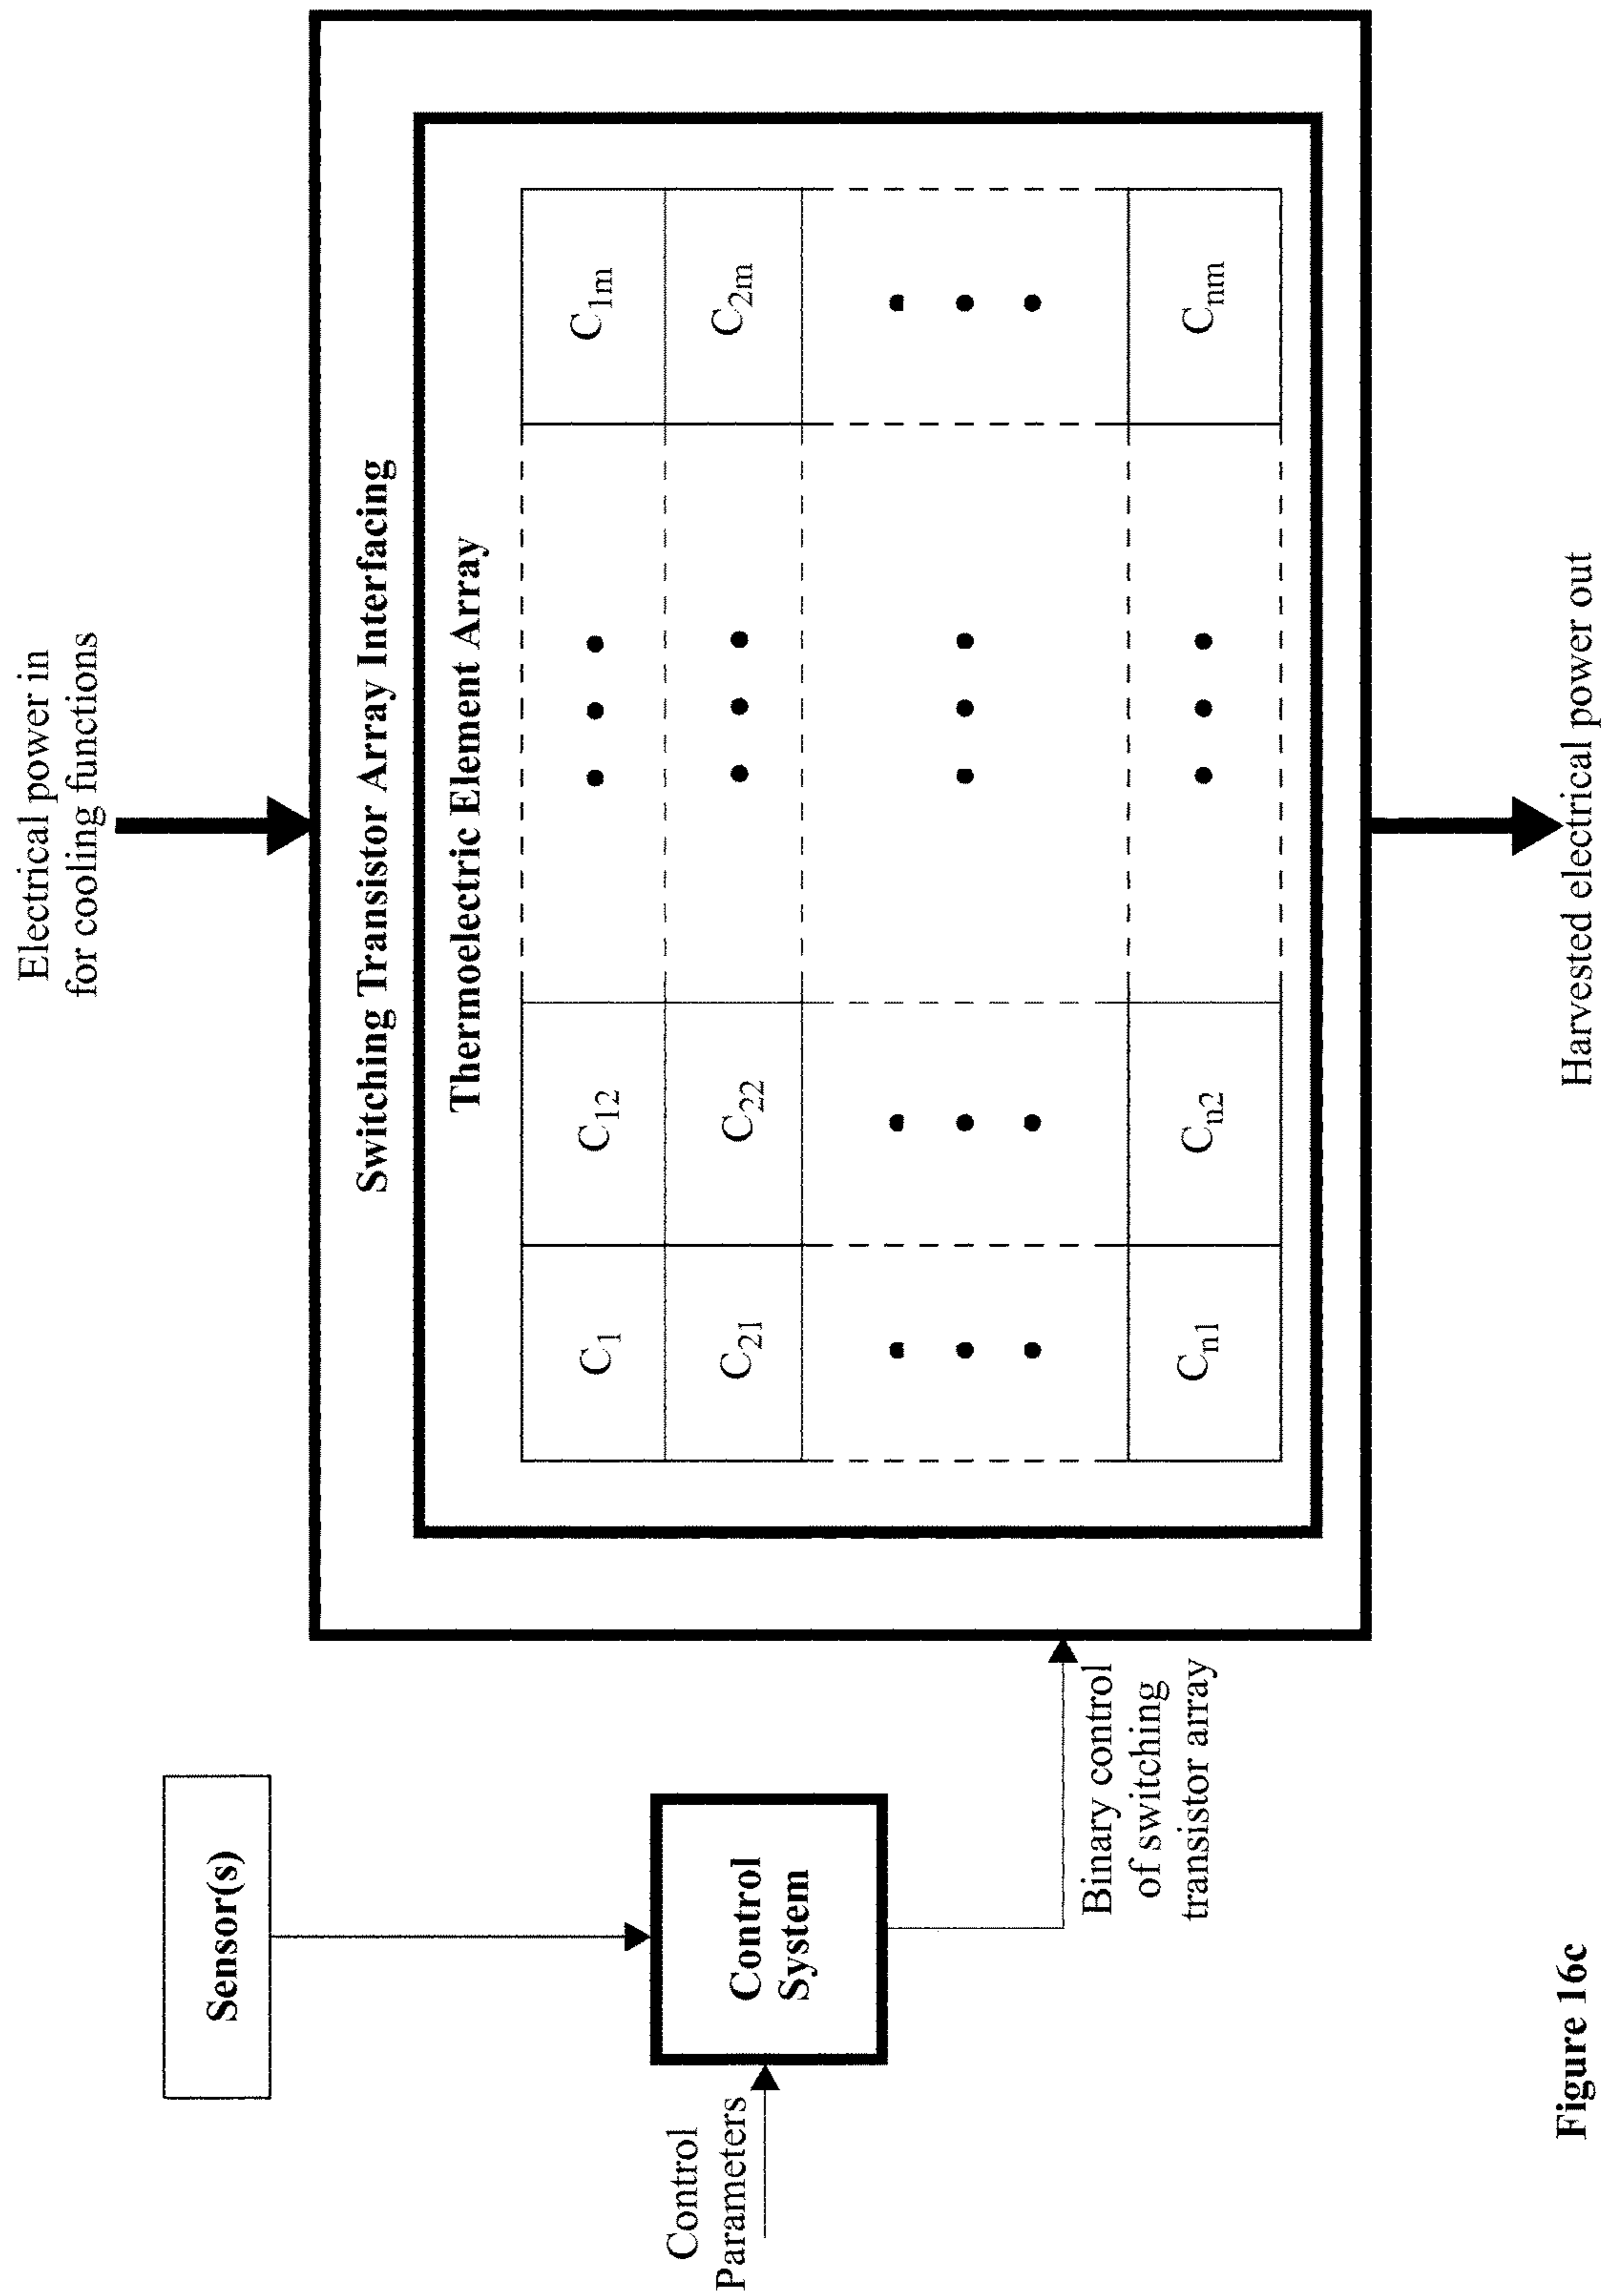 Electrical power in
for cooling functions
Sensor(s)
Switching Transistor Array Interfacing
Thermoelectric Element Array
C1 C12 C1m
C21 C22 C2m
Cn1 Cn2 Cnm
Control
Parameters
Control
System
Binary control
of switching
transistor array
Harvested electrical power out
Figure 16c